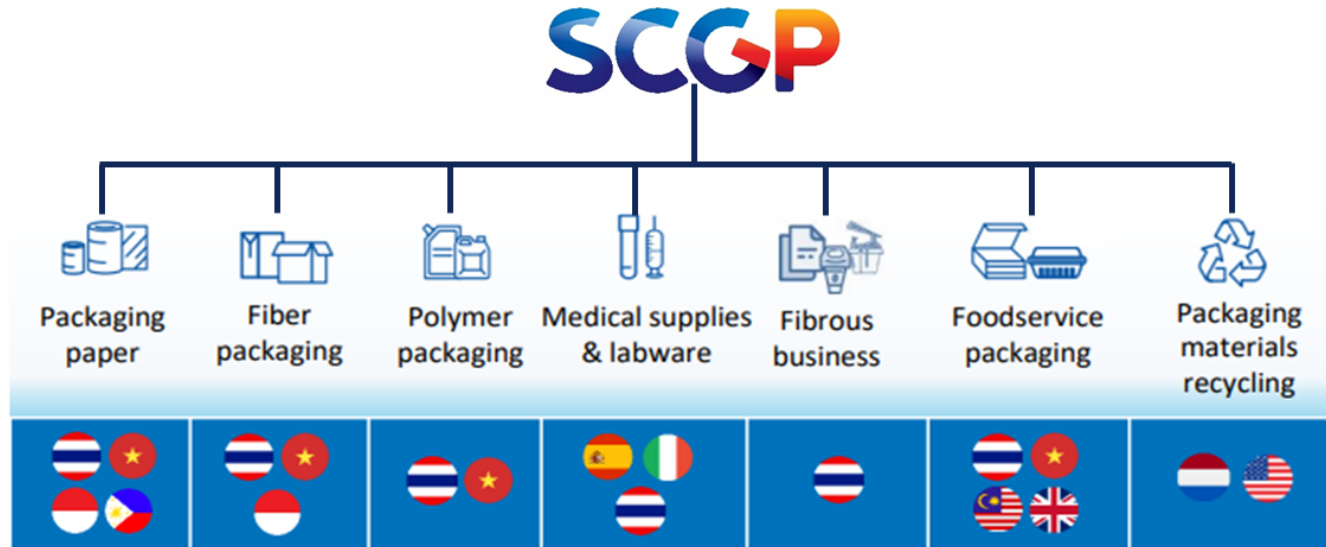 SCGP
Packaging
paper
Fiber
packaging
Polymer
packaging
Medical supplies
& labware
Fibrous
business
Foodservice
packaging
Packaging
materials
recycling